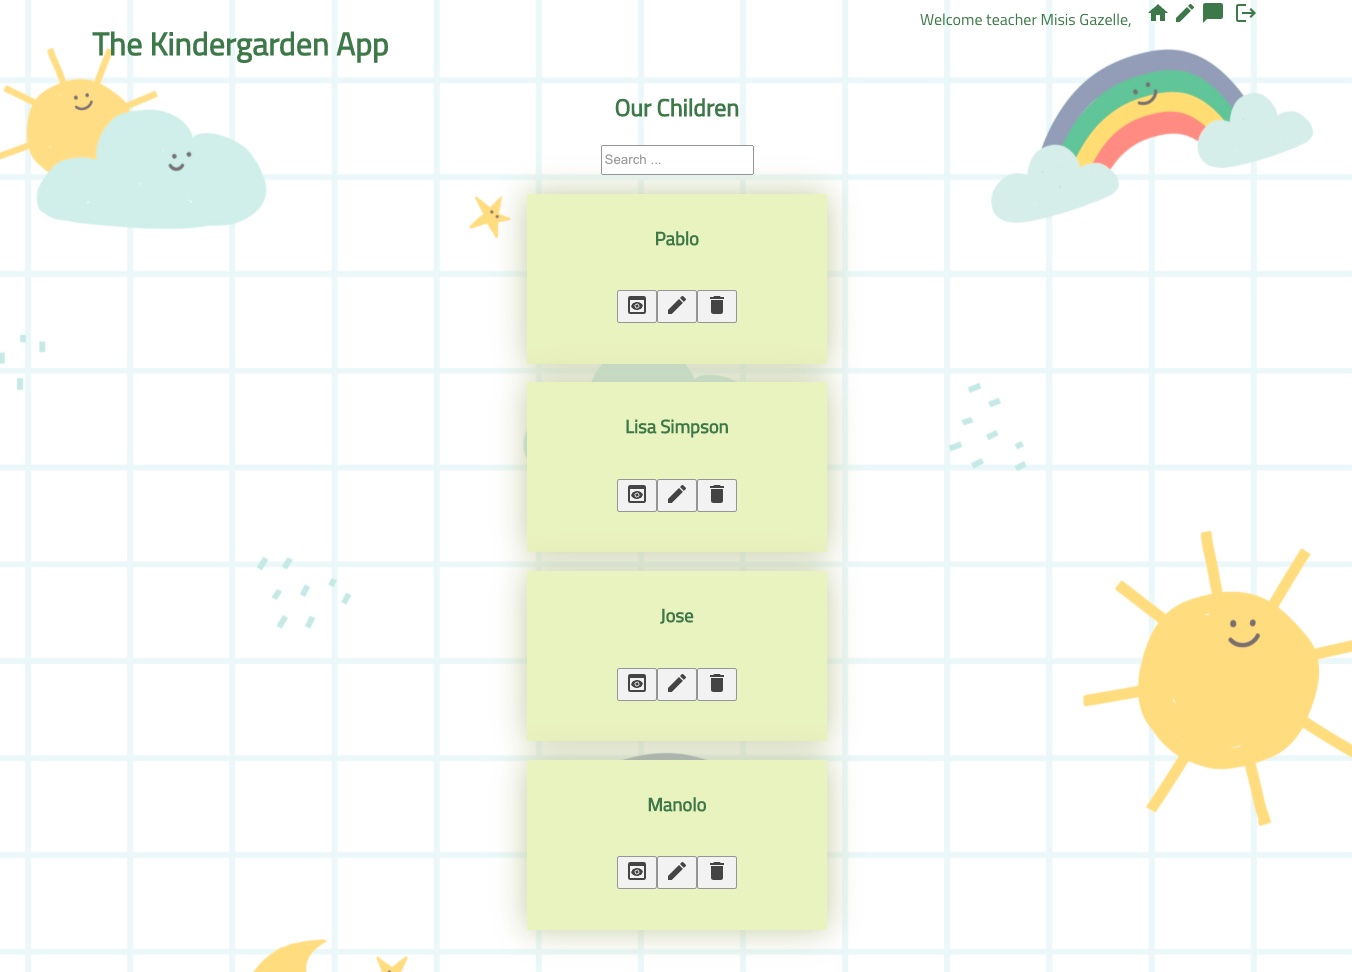 Welcome teacher Misis Gazelle,
The Kindergarden App
Our Children
Search ...
Pablo
Lisa Simpson
Jose
Manolo